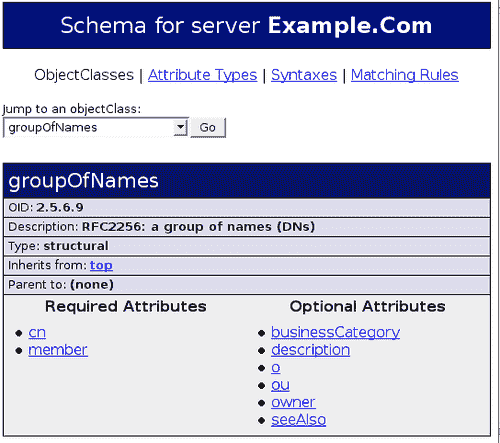 Schema for server Example.Com
ObjectClasses | Attribute Types | Syntaxes | Matching Rules
Jump to an objectClass:
groupOfNames Go
groupOfNames
OID: 2.5.6.9
Description: RFC2256: a group of names (DNs)
Type: structural
Inherits from: top
Parent to: (none)
Required Attributes
cn
member
Optional Attributes
businessCategory
description
o
ou
owner
seeAlso